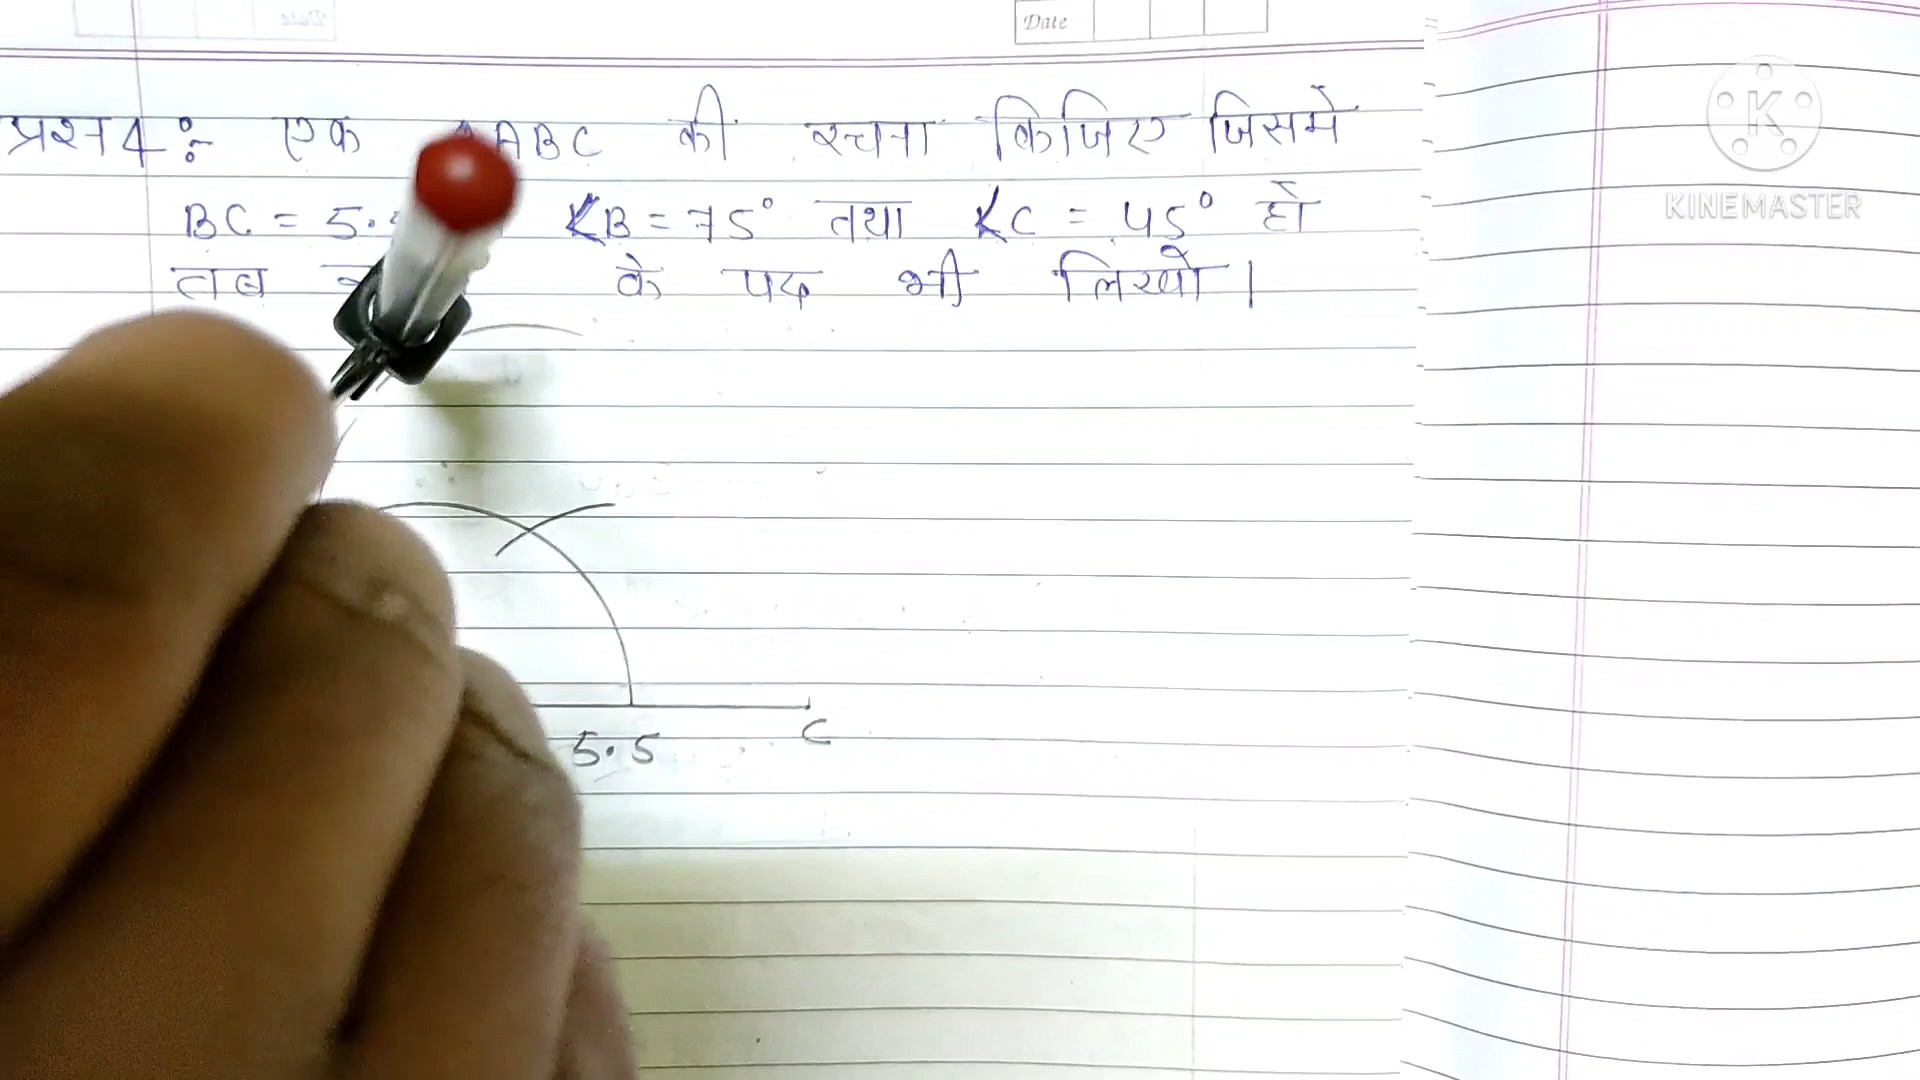 Date
प्रश्न 4 :- एक ABC की रचना किजिए जिसमे
BC = 5. ∠B = 75° तथा ∠C = 45° हो
तब के पद भी लिखो।
5.5 C
KINEMASTER